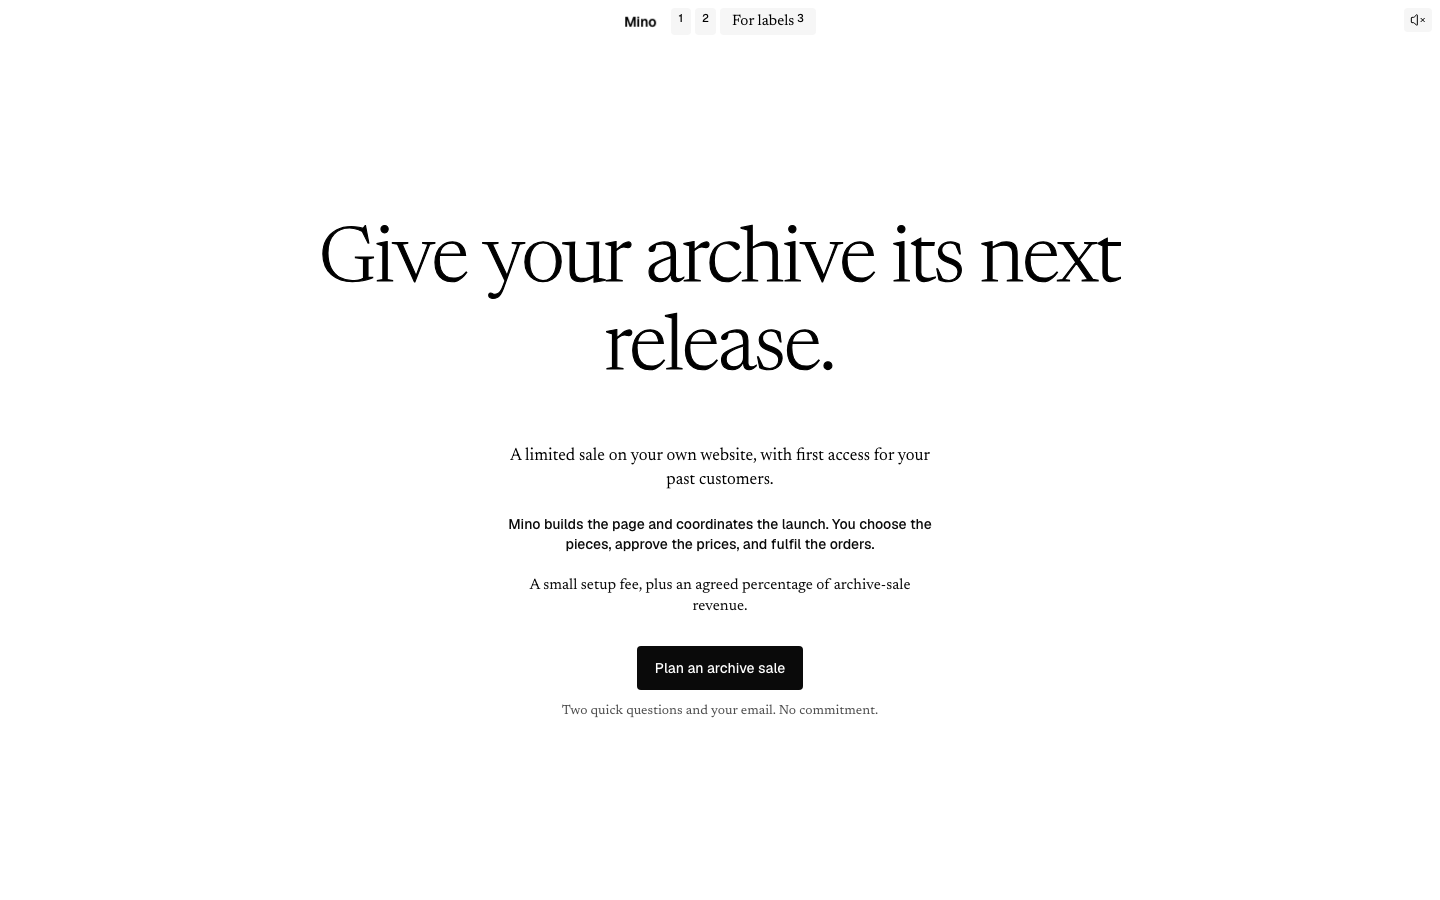 Mino 1 2 For labels 3
Give your archive its next
release.
A limited sale on your own website, with first access for your
past customers.
Mino builds the page and coordinates the launch. You choose the
pieces, approve the prices, and fulfil the orders.
A small setup fee, plus an agreed percentage of archive-sale
revenue.
Plan an archive sale
Two quick questions and your email. No commitment.